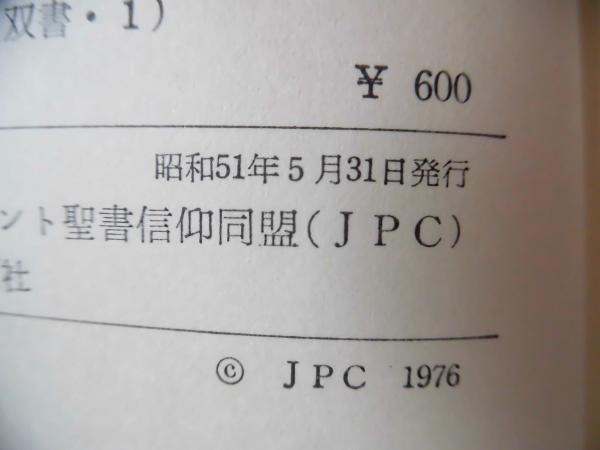 双書・1)
¥ 600
昭和51年5月31日発行
ント聖書信仰同盟(JPC)
社
© JPC 1976